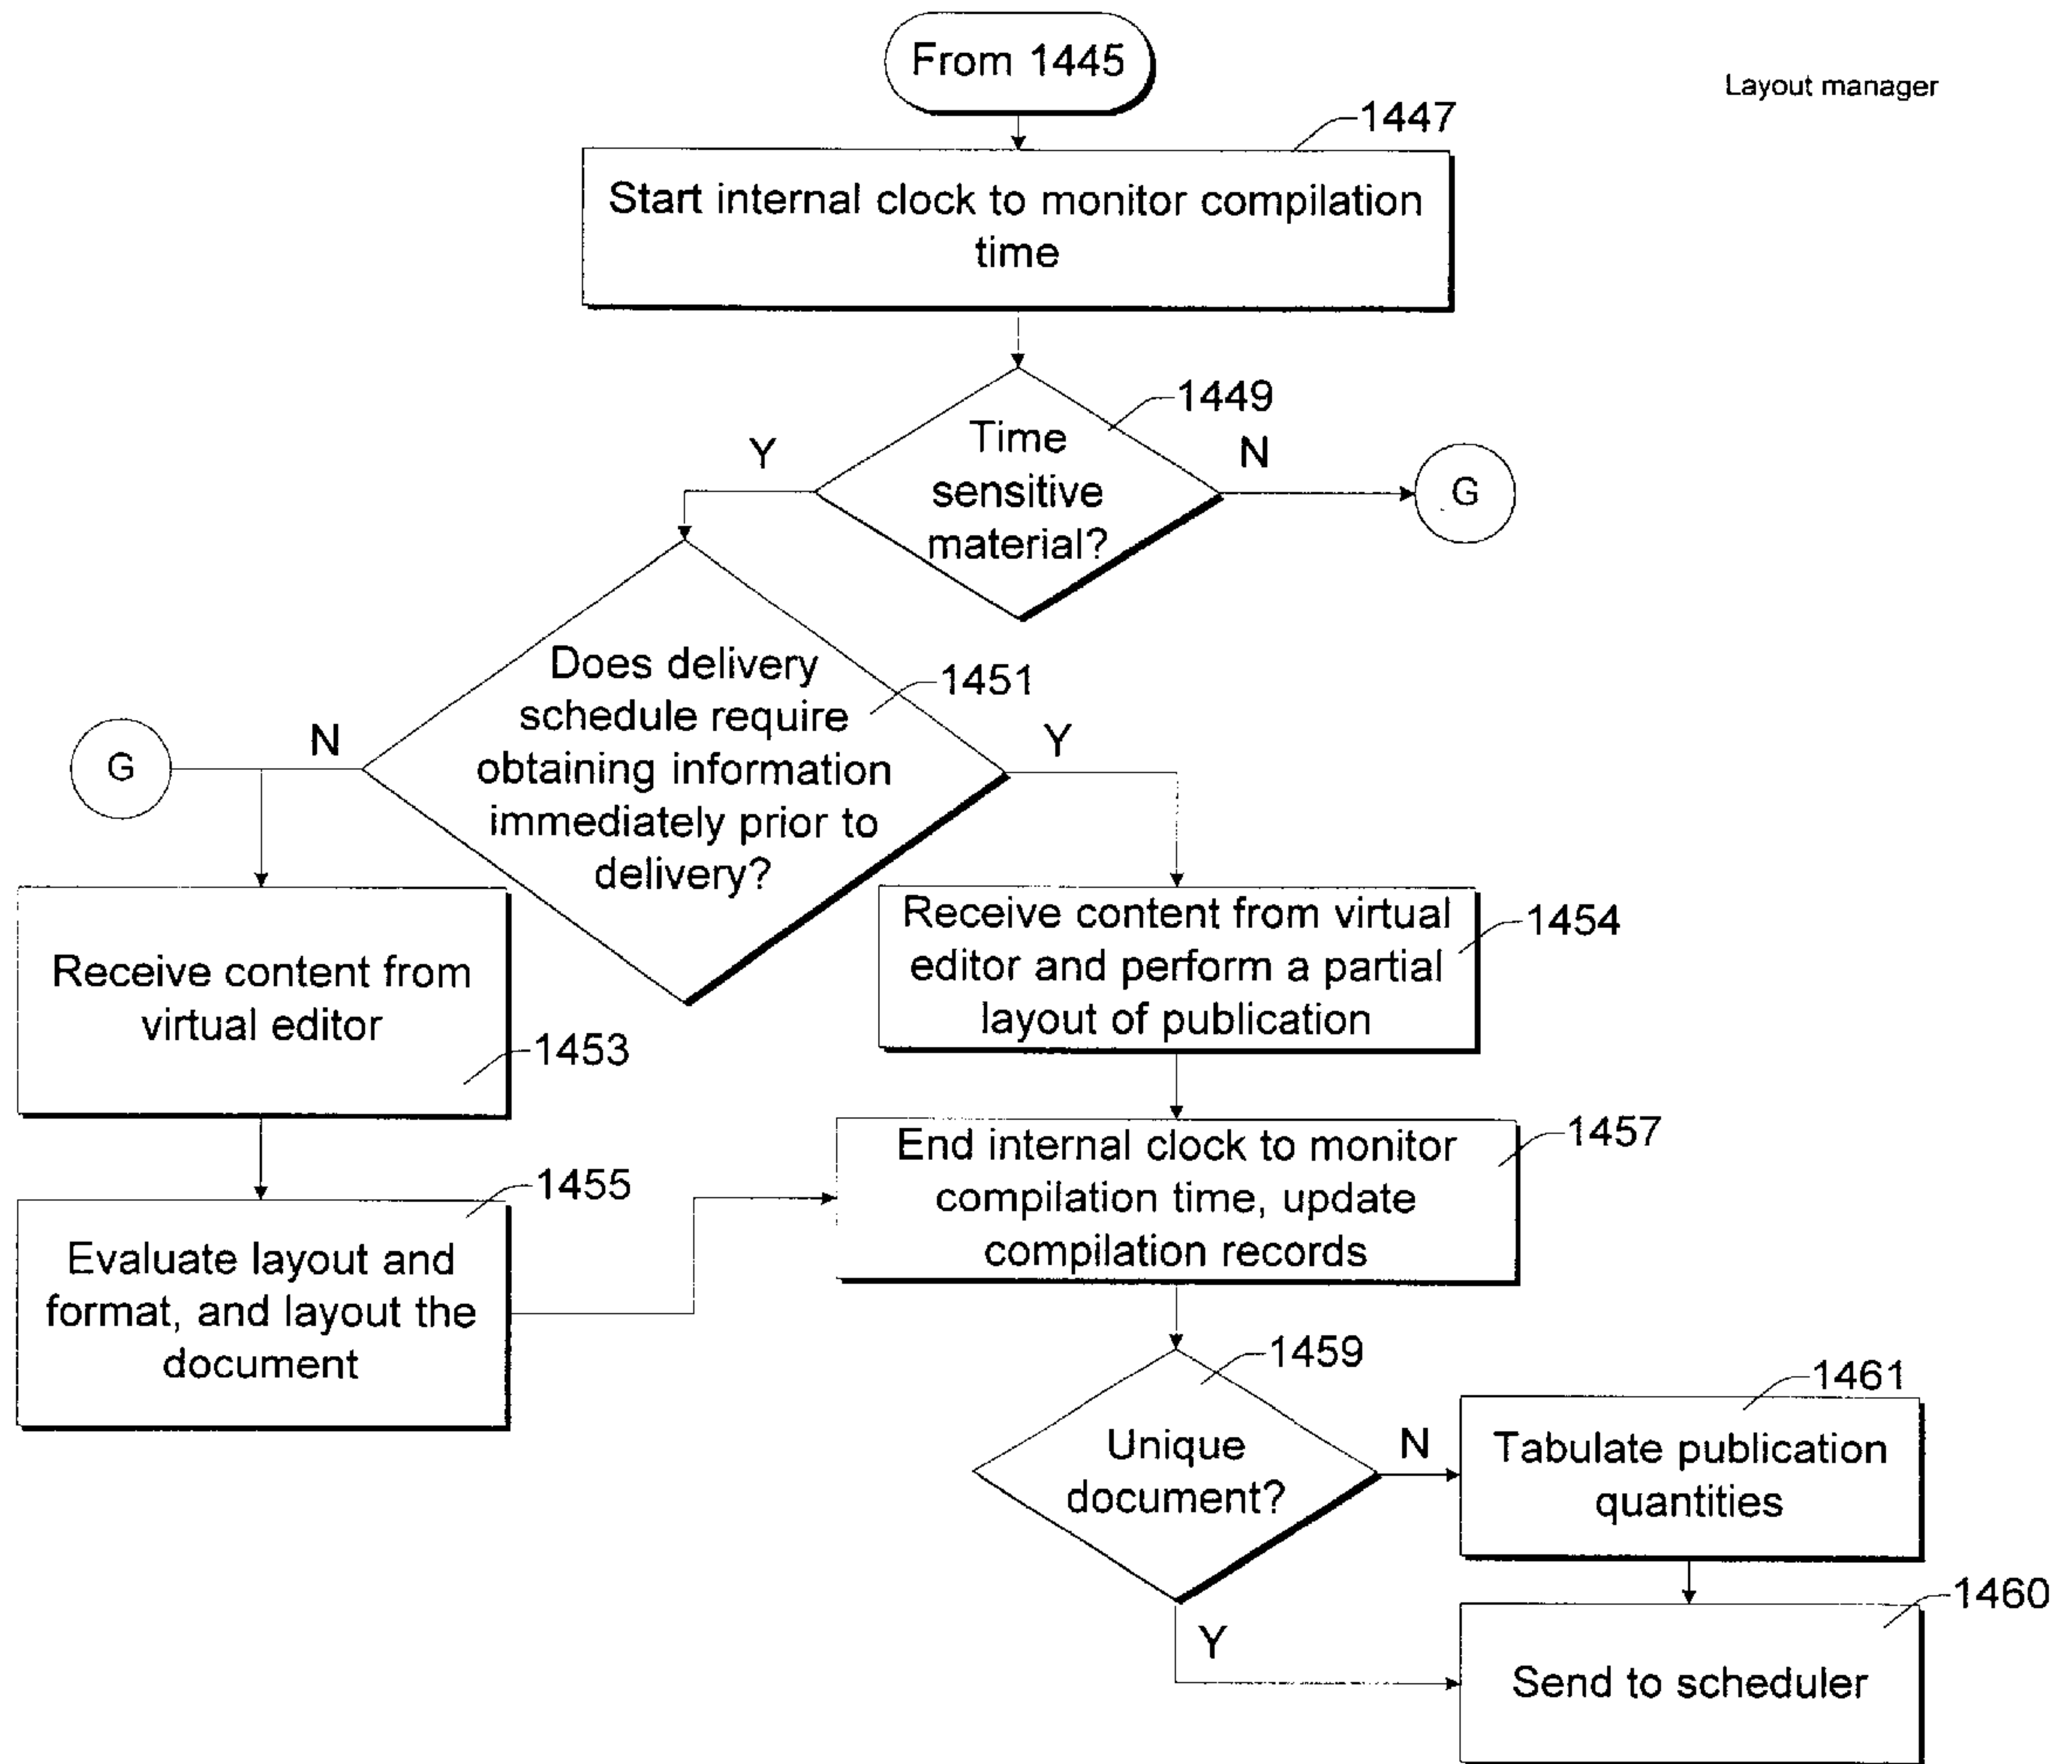 From 1445
Layout manager
1447
Start internal clock to monitor compilation
time
1449
Time
sensitive
material?
Y
N
G
Does delivery
schedule require
obtaining information
immediately prior to
delivery?
1451
G
N
Y
Receive content from
virtual editor
1453
Receive content from virtual
editor and perform a partial
layout of publication
1454
Evaluate layout and
format, and layout the
document
1455
End internal clock to monitor
compilation time, update
compilation records
1457
1459
Unique
document?
N
Y
1461
Tabulate publication
quantities
1460
Send to scheduler